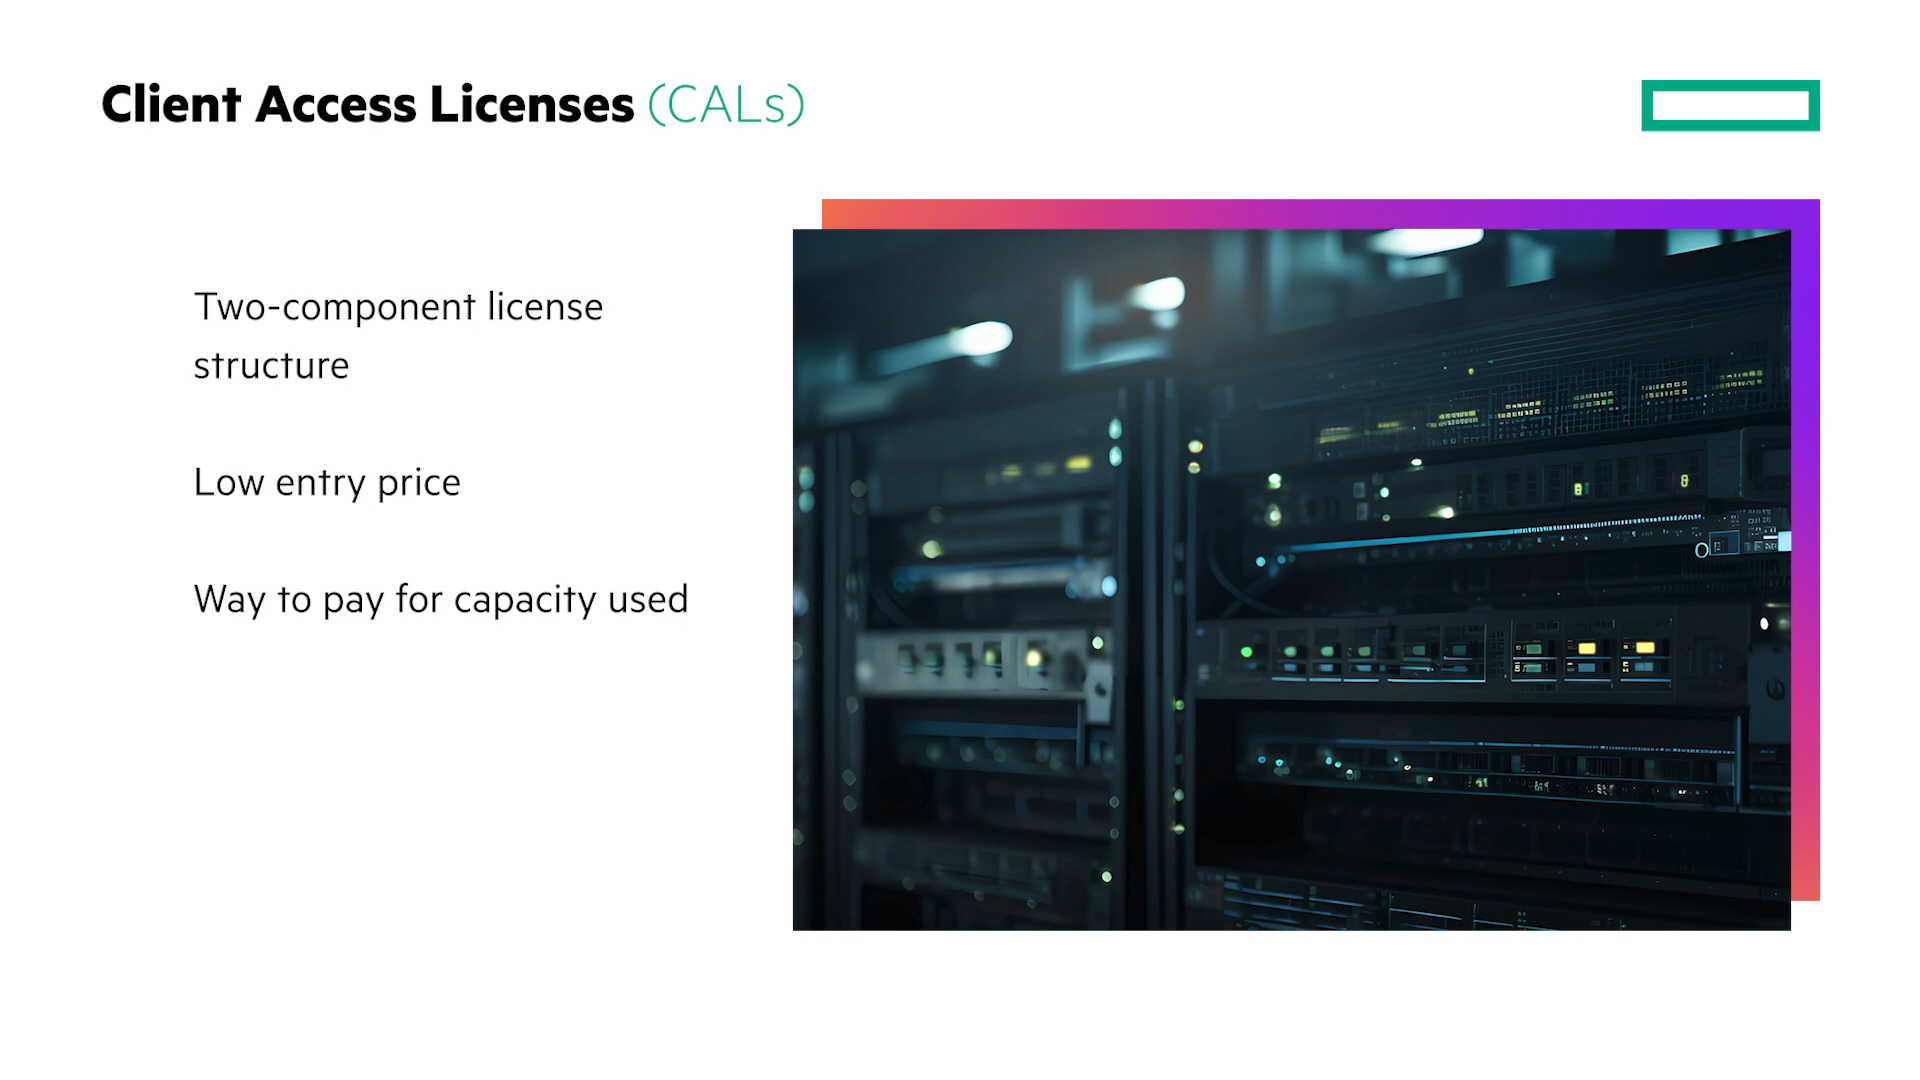 Client Access Licenses (CALs)
Two-component license
structure
Low entry price
Way to pay for capacity used